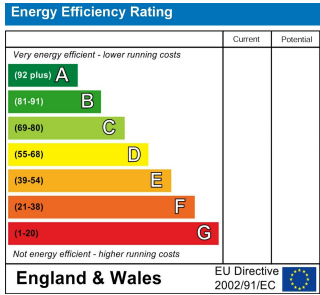 Energy Efficiency Rating
Current Potential
Very energy efficient - lower running costs
(92 plus) A
(81-91) B
(69-80) C
(55-68) D
(39-54) E
(21-38) F
(1-20) G
Not energy efficient - higher running costs
England & Wales
EU Directive
2002/91/EC